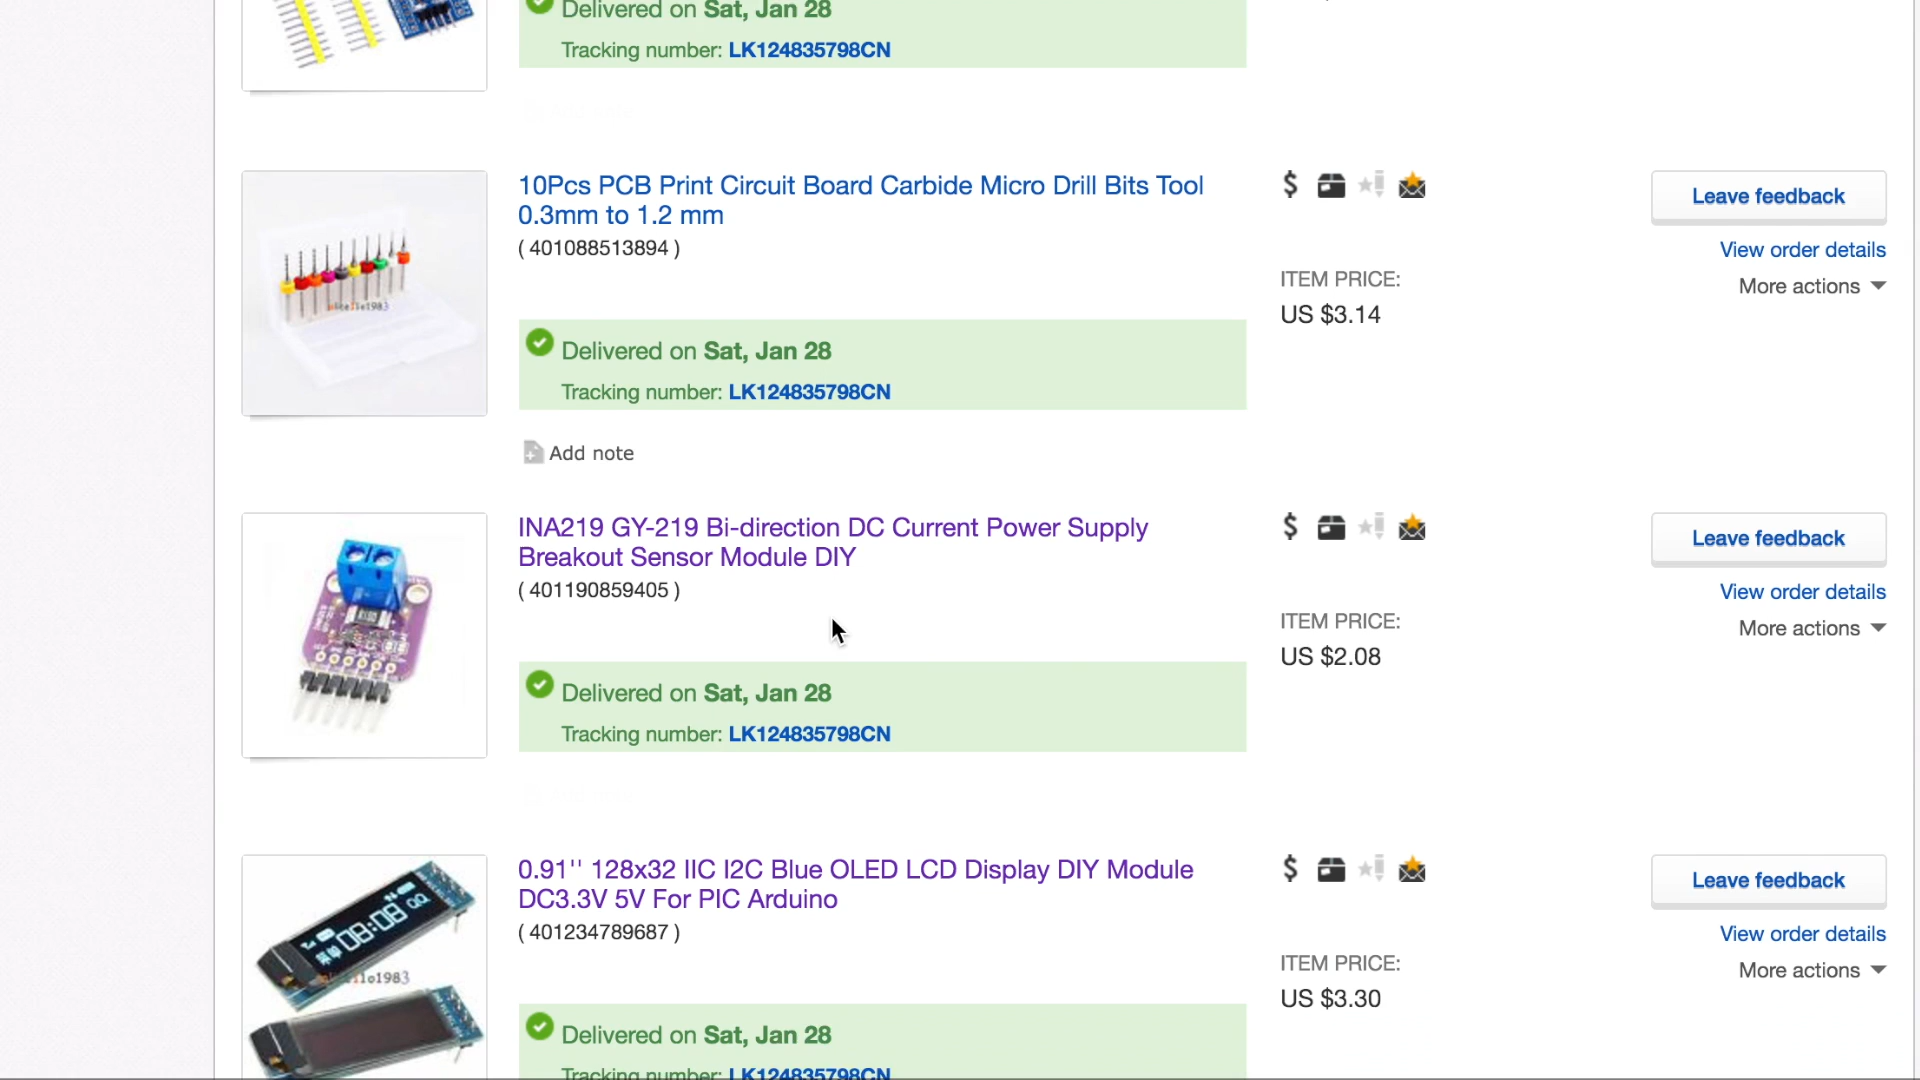 Delivered on Sat, Jan 28
Tracking number: LK124835798CN
10Pcs PCB Print Circuit Board Carbide Micro Drill Bits Tool
0.3mm to 1.2 mm
( 401088513894 )
Delivered on Sat, Jan 28
Tracking number: LK124835798CN
Add note
ITEM PRICE:
US $3.14
Leave feedback
View order details
More actions
INA219 GY-219 Bi-direction DC Current Power Supply
Breakout Sensor Module DIY
( 401190859405 )
Delivered on Sat, Jan 28
Tracking number: LK124835798CN
ITEM PRICE:
US $2.08
Leave feedback
View order details
More actions
08:08 QQ
0.91'' 128x32 IIC I2C Blue OLED LCD Display DIY Module
DC3.3V 5V For PIC Arduino
( 401234789687 )
Delivered on Sat, Jan 28
Tracking number: LK124835798CN
ITEM PRICE:
US $3.30
Leave feedback
View order details
More actions